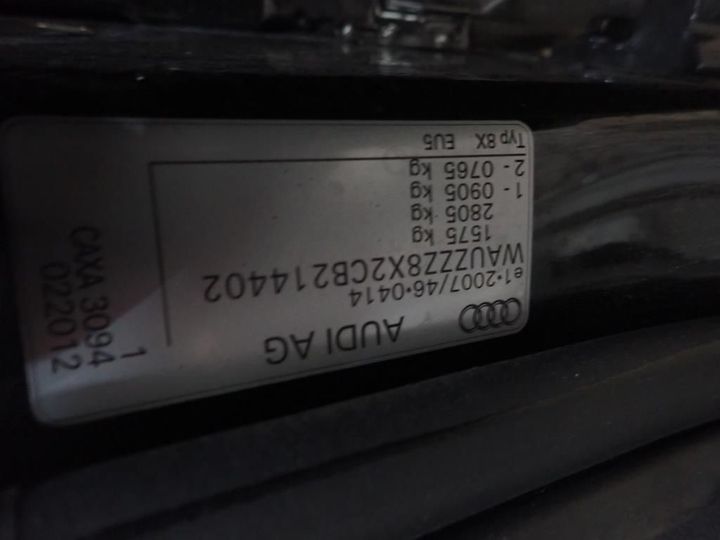 AUDI AG
e1*2007/46*0414
WAUZZZ8X2CB214402
1575 kg
2805 kg
1 - 0905 kg
2 - 0765 kg
Typ 8X EU5
1
CAXA 3094
022012